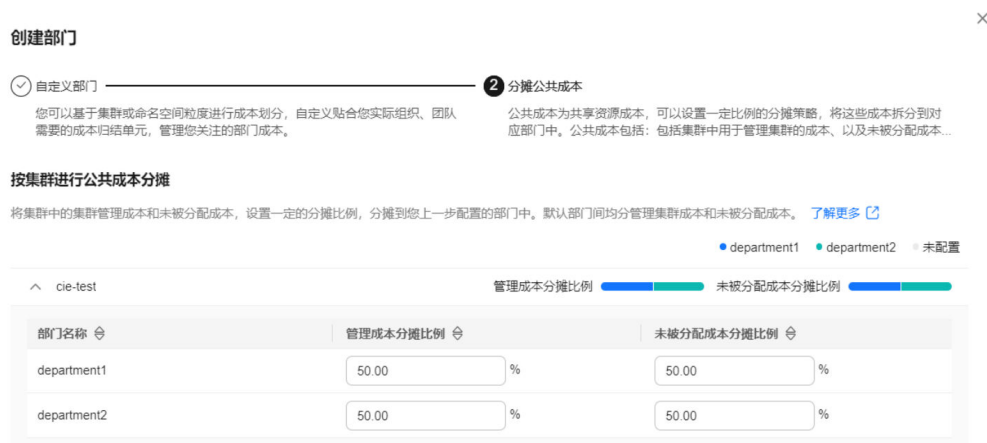 创建部门
自定义部门
您可以基于集群或命名空间粒度进行成本划分，自定义贴合您实际组织、团队
需要的成本归结单元，管理您关注的部门成本。
2 分摊公共成本
公共成本为共享资源成本，可以设置一定比例的分摊策略，将这些成本拆分到对
应部门中。公共成本包括：包括集群中用于管理集群的成本、以及未被分配成本...
按集群进行公共成本分摊
将集群中的集群管理成本和未被分配成本，设置一定的分摊比例，分摊到您上一步配置的部门中。默认部门间均分管理集群成本和未被分配成本。 了解更多
department1 department2 未配置
cie-test 管理成本分摊比例 未被分配成本分摊比例
部门名称 管理成本分摊比例 未被分配成本分摊比例
department1 50.00 % 50.00 %
department2 50.00 % 50.00 %